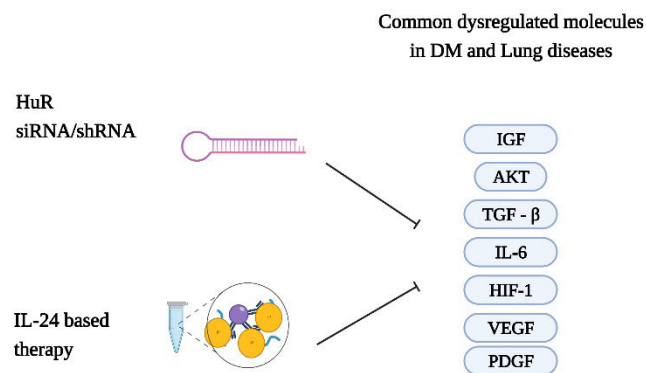 Common dysregulated molecules
in DM and Lung diseases
HuR
siRNA/shRNA
IGF
AKT
TGF - β
IL-6
HIF-1
IL-24 based
therapy
VEGF
PDGF